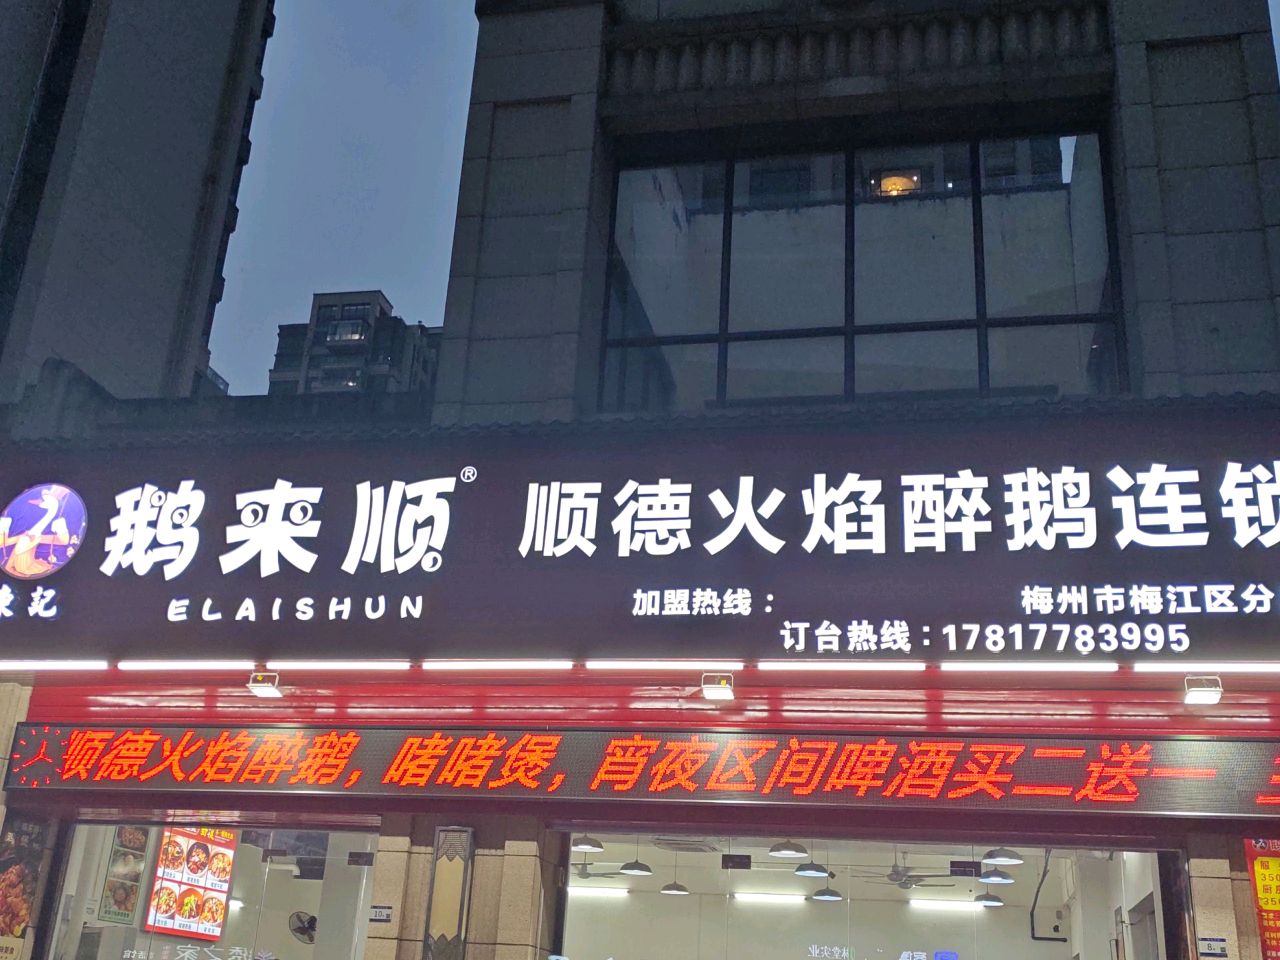 鹅来顺®
ELAISHUN
顺德火焰醉鹅连锁
加盟热线：
梅州市梅江区分
订台热线：17817783995
顺德火焰醉鹅，啫啫煲，宵夜区间啤酒买二送一